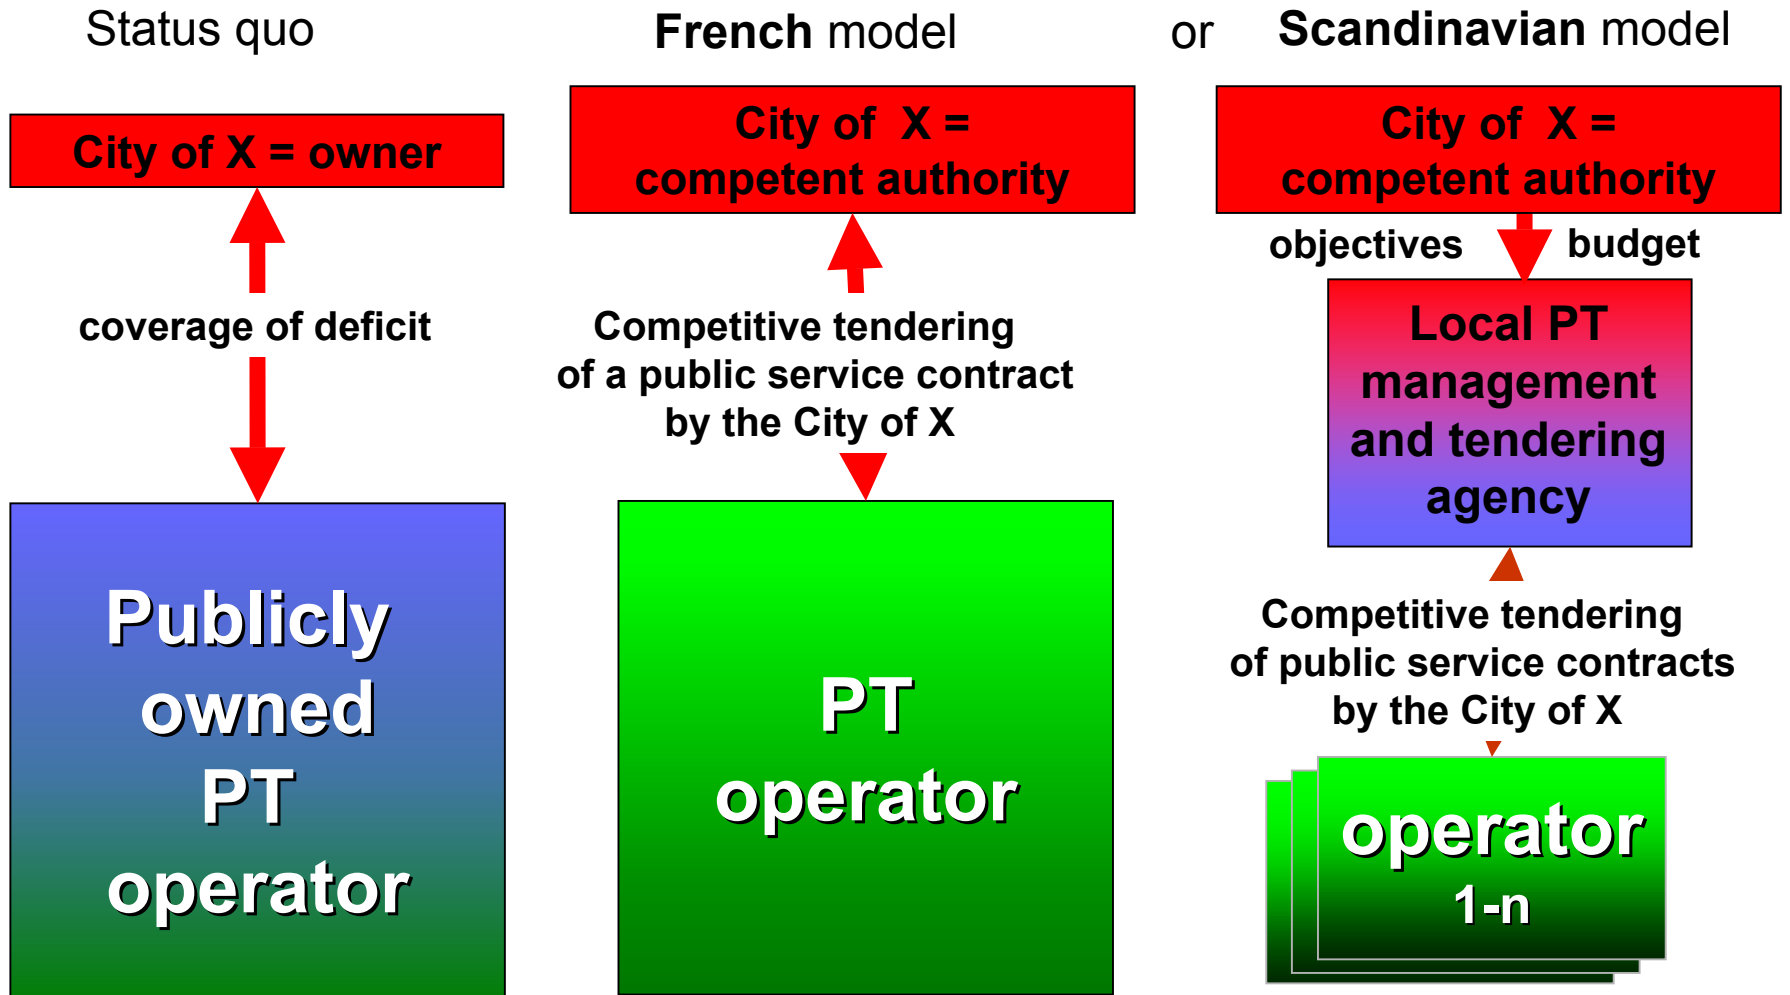 Status quo
City of X = owner
coverage of deficit
Publicly
owned
PT
operator
French model
City of X =
competent authority
Competitive tendering
of a public service contract
by the City of X
PT
operator
or
Scandinavian model
City of X =
competent authority
objectives
budget
Local PT
management
and tendering
agency
Competitive tendering
of public service contracts
by the City of X
operator
1-n